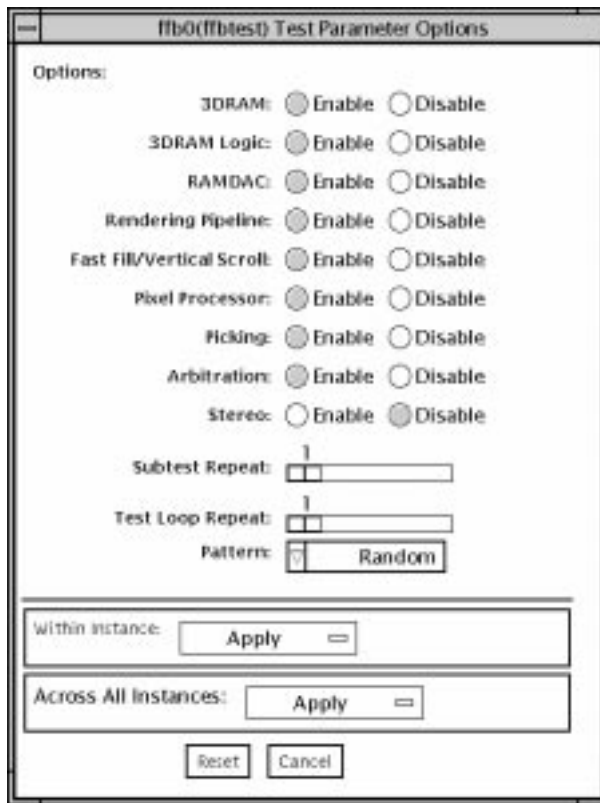 ffb0(ffbtest) Test Parameter Options
Options:
3DRAM: Enable Disable
3DRAM Logic: Enable Disable
RAMDAC: Enable Disable
Rendering Pipeline: Enable Disable
Fast Fill/Vertical Scroll: Enable Disable
Pixel Processor: Enable Disable
Picking: Enable Disable
Arbitration: Enable Disable
Stereo: Enable Disable
1
Subtest Repeat:
1
Test Loop Repeat:
Pattern: Random
Within Instance: Apply
Across All Instances: Apply
Reset Cancel